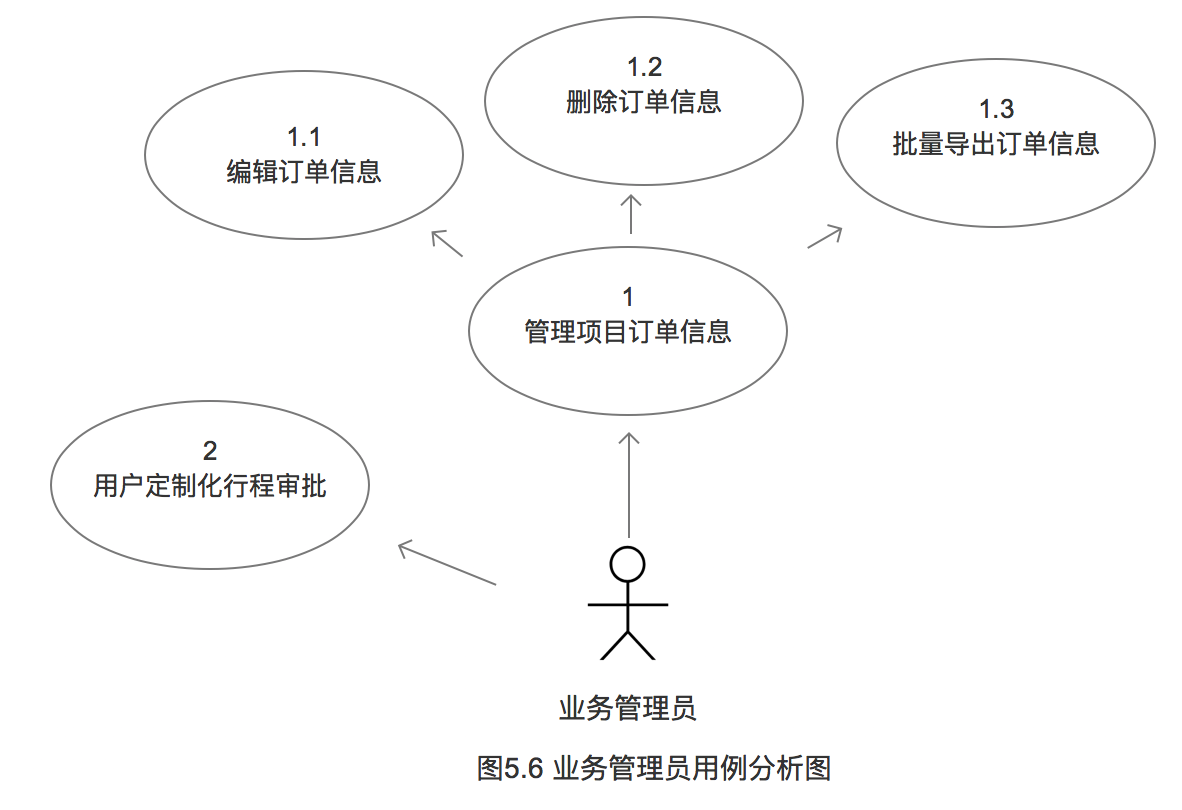 1.2
删除订单信息
1.3
批量导出订单信息
1.1
编辑订单信息
1
管理项目订单信息
2
用户定制化行程审批
业务管理员
图5.6 业务管理员用例分析图